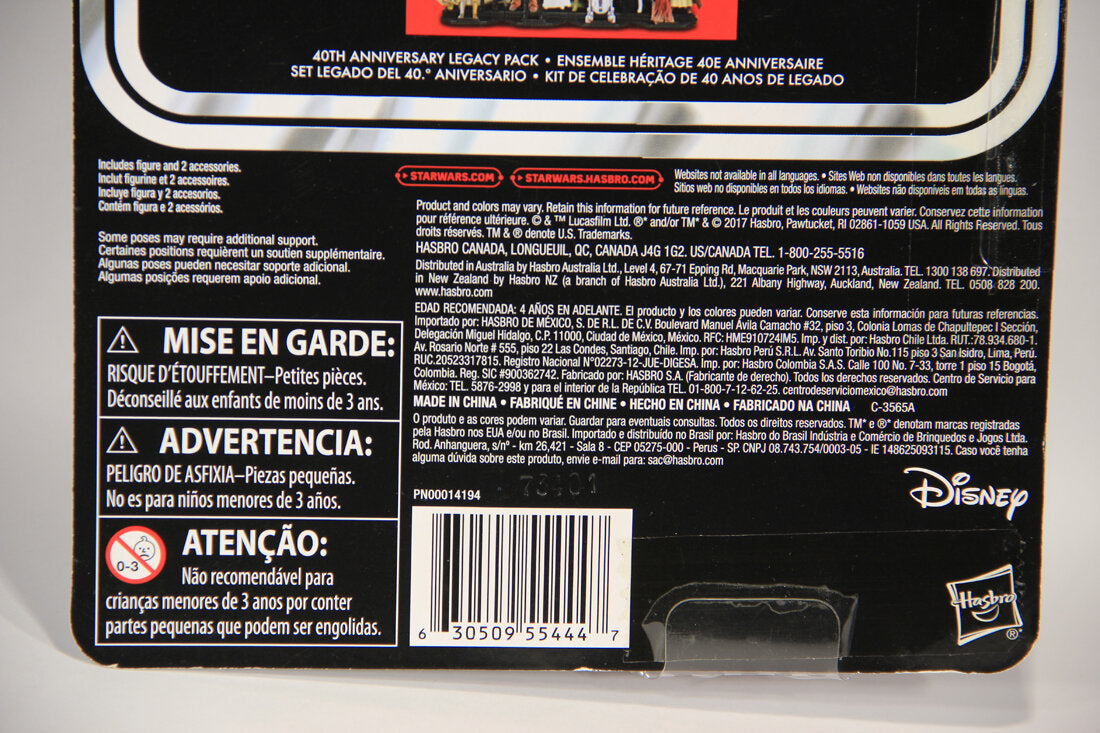 40TH ANNIVERSARY LEGACY PACK • ENSEMBLE HÉRITAGE 40E ANNIVERSAIRE
SET LEGADO DEL 40.º ANIVERSARIO • KIT DE CELEBRAÇÃO DE 40 ANOS DE LEGADO
Includes figure and 2 accessories.
Inclut figurine et 2 accessoires.
Incluye figura y 2 accesorios.
Contém figura e 2 acessórios.
Some poses may require additional support.
Certaines positions requièrent un soutien supplémentaire.
Algunas poses pueden necesitar soporte adicional.
Algumas posições requerem apoio adicional.
STARWARS.COM STARWARS.HASBRO.COM
Websites not available in all languages. • Sites Web non disponibles dans toutes les langues.
Sitios web no disponibles en todos los idiomas. • Websites não disponíveis em todas as línguas.
Product and colors may vary. Retain this information for future reference. Le produit et les couleurs peuvent varier. Conservez cette information
pour référence ultérieure. © & ™ Lucasfilm Ltd. ®* and/or TM* & © 2017 Hasbro, Pawtucket, RI 02861-1059 USA. All Rights Reserved. Tous
droits réservés. TM & ® denote U.S. Trademarks.
HASBRO CANADA, LONGUEUIL, QC, CANADA J4G 1G2. US/CANADA TEL. 1-800-255-5516
Distributed in Australia by Hasbro Australia Ltd., Level 4, 67-71 Epping Rd, Macquarie Park, NSW 2113, Australia. TEL. 1300 138 697. Distributed
in New Zealand by Hasbro NZ (a branch of Hasbro Australia Ltd.), 221 Albany Highway, Auckland, New Zealand. TEL. 0508 828 200.
www.hasbro.com
EDAD RECOMENDADA: 4 AÑOS EN ADELANTE. El producto y los colores pueden variar. Conserve esta información para futuras referencias.
Importado por: HASBRO DE MÉXICO, S. DE R.L. DE C.V. Boulevard Manuel Ávila Camacho #32, piso 3, Colonia Lomas de Chapultepec I Sección,
Delegación Miguel Hidalgo, C.P. 11000, Ciudad de México, México. RFC: HME910724IM5. Imp. y dist. por: Hasbro Chile Ltda. RUT.:78.934.680-1.
Av. Rosario Norte # 555, piso 22 Las Condes, Santiago, Chile. Imp. por: Hasbro Perú S.R.L. Av. Santo Toribio No.115 piso 3 San Isidro, Lima, Perú.
RUC.20523317815. Registro Nacional N°02273-12-JUE-DIGESA. Imp. por: Hasbro Colombia S.A.S. Calle 100 No. 7-33, torre 1 piso 15 Bogotá,
Colombia. Reg. SIC #900362742. Fabricado por: HASBRO S.A. (Fabricante de derecho). Todos los derechos reservados. Centro de Servicio para
México: TEL. 5876-2998 y para el interior de la República TEL. 01-800-7-12-62-25. centrodeserviciomexico@hasbro.com
MADE IN CHINA • FABRIQUÉ EN CHINE • HECHO EN CHINA • FABRICADO NA CHINA C-3565A
O produto e as cores podem variar. Guardar para eventuais consultas. Todos os direitos reservados. TM* e ®* denotam marcas registradas
pela Hasbro nos EUA e/ou no Brasil. Importado e distribuído no Brasil por: Hasbro do Brasil Indústria e Comércio de Brinquedos e Jogos Ltda.
Rod. Anhanguera, s/nº - km 26,421 - Sala 8 - CEP 05275-000 - Perus - SP. CNPJ 08.743.754/0003-05 - IE 148625093115. Caso você tenha
alguma dúvida sobre este produto, envie e-mail para: sac@hasbro.com
MISE EN GARDE:
RISQUE D'ÉTOUFFEMENT—Petites pièces.
Déconseillé aux enfants de moins de 3 ans.
ADVERTENCIA:
PELIGRO DE ASFIXIA—Piezas pequeñas.
No es para niños menores de 3 años.
0-3
ATENÇÃO:
Não recomendável para
crianças menores de 3 anos por conter
partes pequenas que podem ser engolidas.
PN00014194
6 30509 55444 7
Disney
Hasbro®